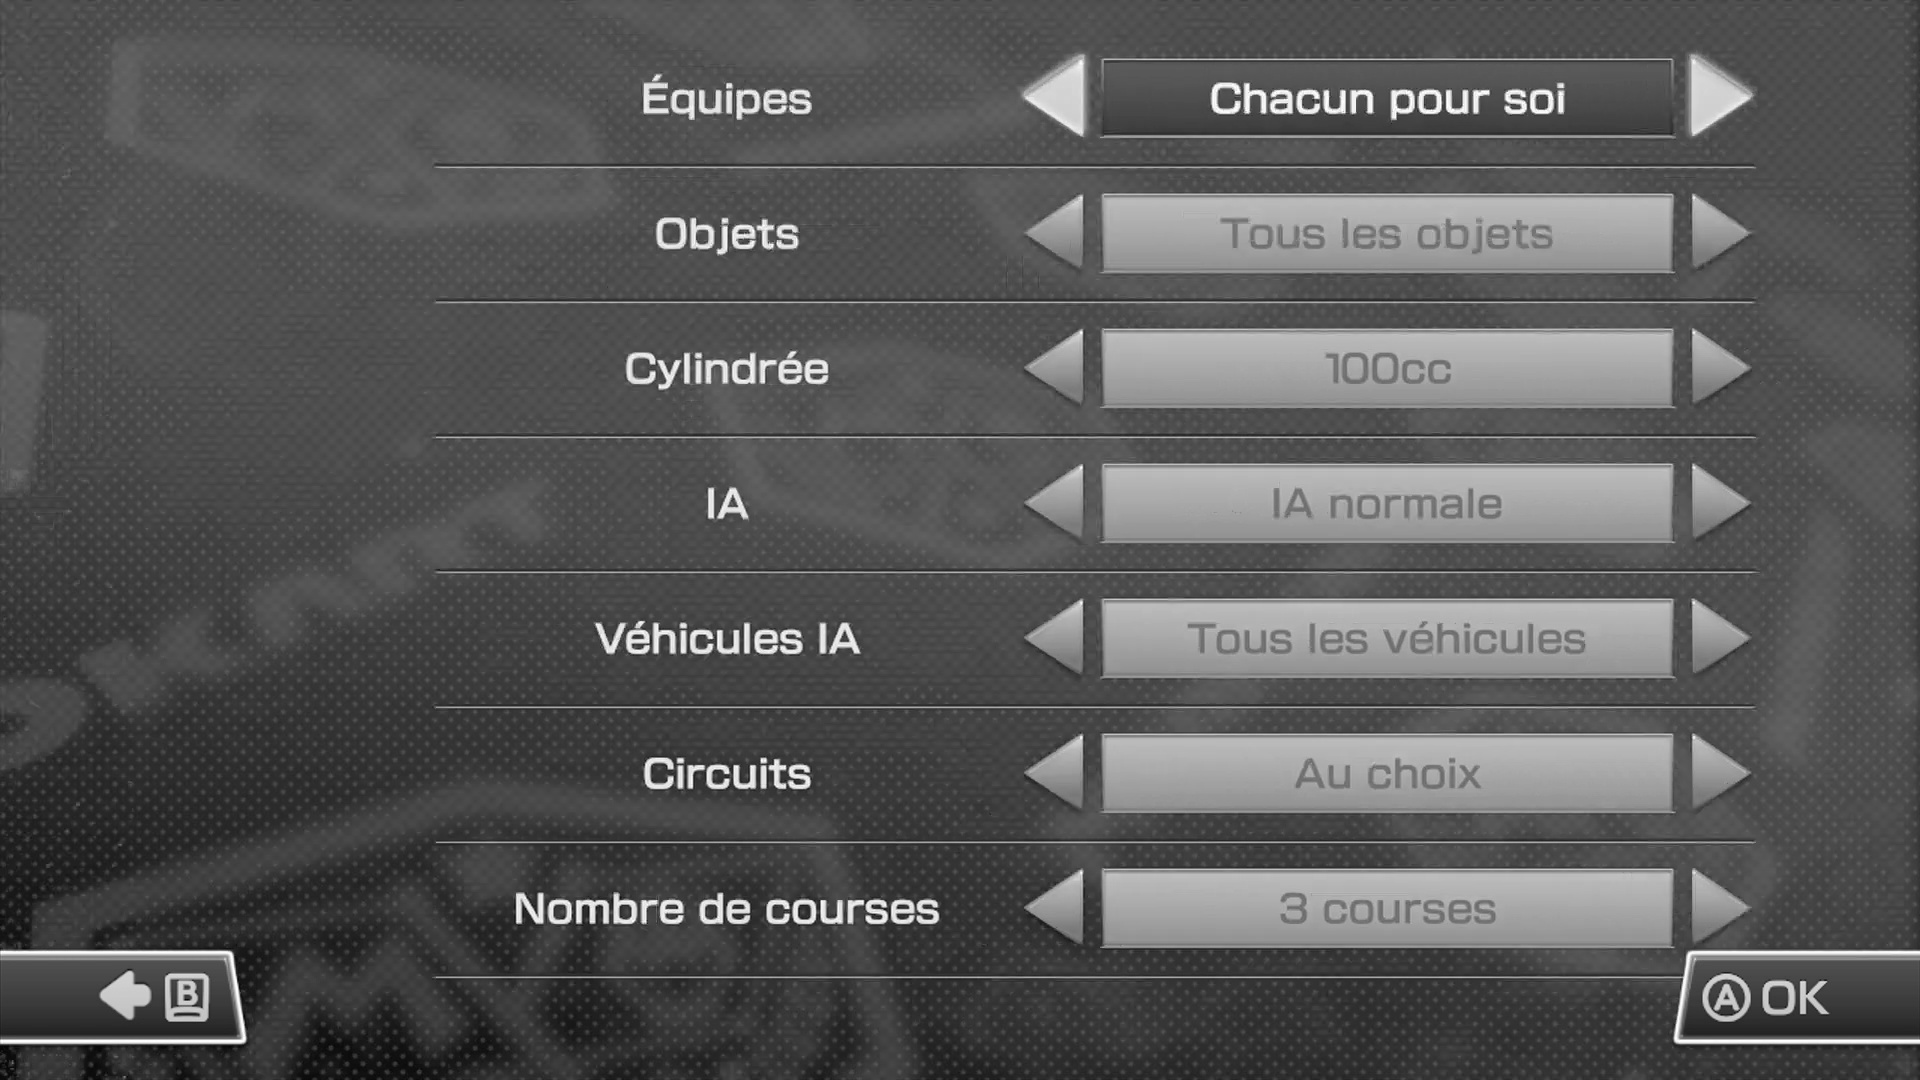 Équipes
Chacun pour soi
Objets
Tous les objets
Cylindrée
100cc
IA
IA normale
Véhicules IA
Tous les véhicules
Circuits
Au choix
Nombre de courses
3 courses
B
A OK